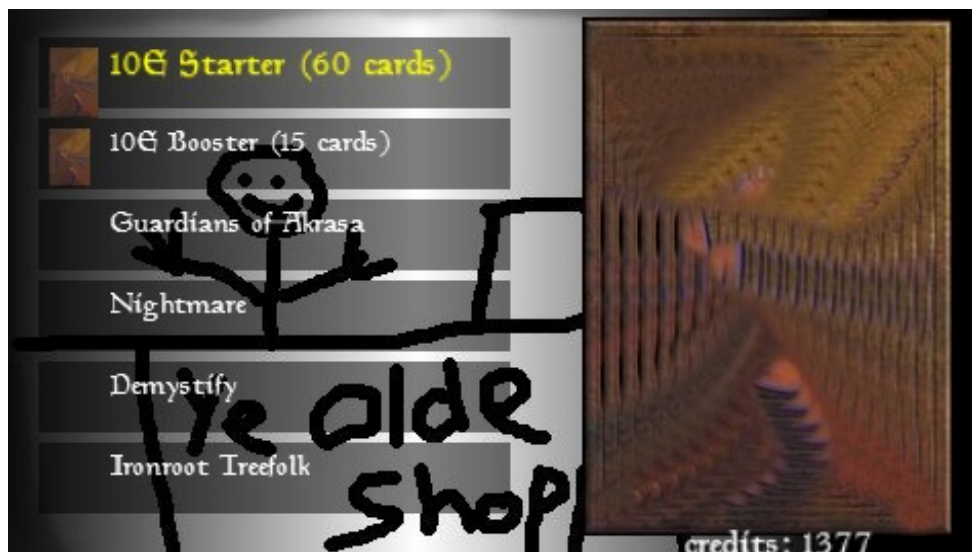 10E Starter (60 cards)
10E Booster (15 cards)
Guardians of Akrasa
Nightmare
Demystify
Ye olde
Ironroot Treefolk
Shop
credits: 1377